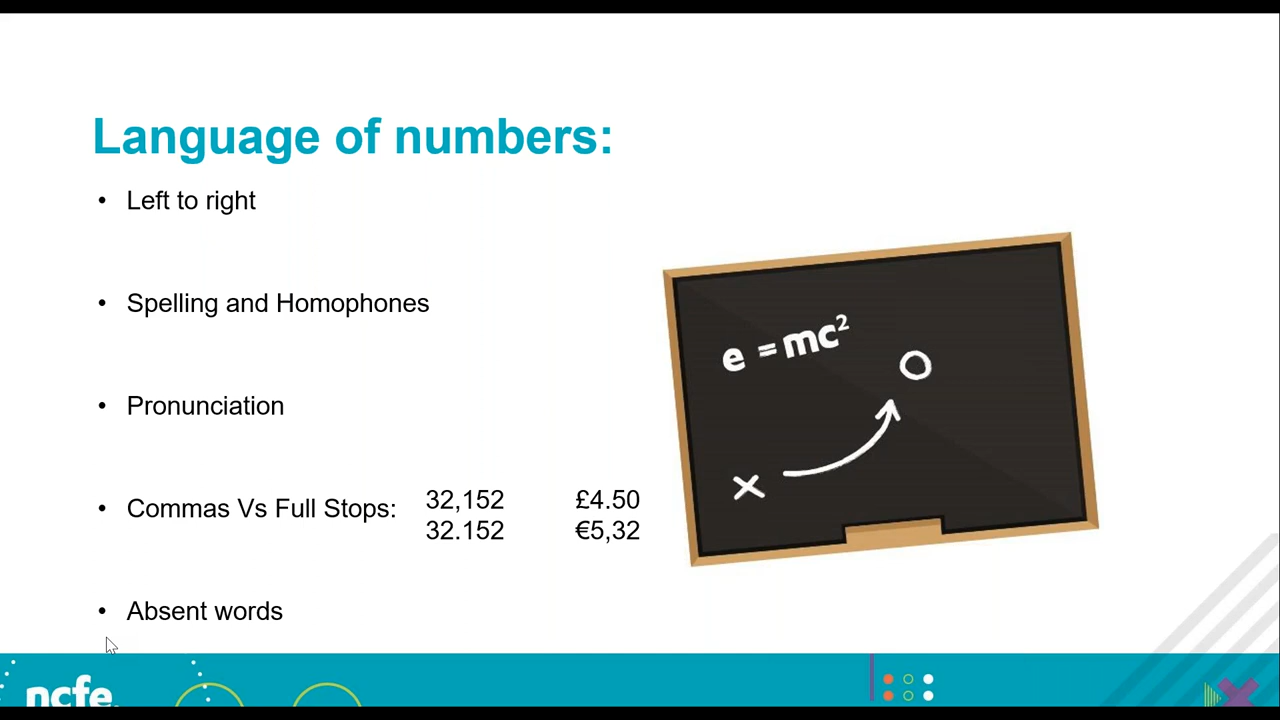 Language of numbers:
• Left to right
• Spelling and Homophones
• Pronunciation
• Commas Vs Full Stops:
32,152 £4.50
32.152 €5,32
• Absent words
e = mc²
ncfe.